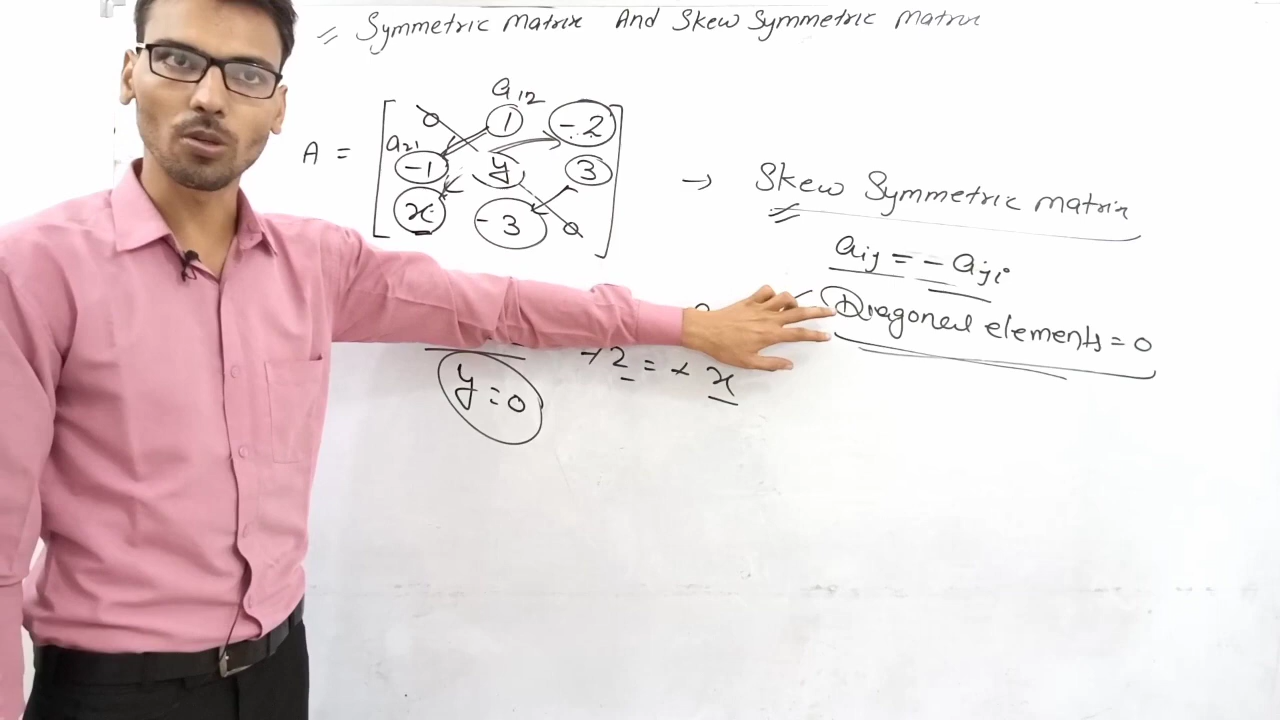 = Symmetric Matrix And Skew Symmetric Matrix
a12
0 1 -2
A =
a21
-1 y 3
x -3 0
→ Skew Symmetric matrix
aij = - aji
Diagonal elements = 0
+2 = + x
y = 0